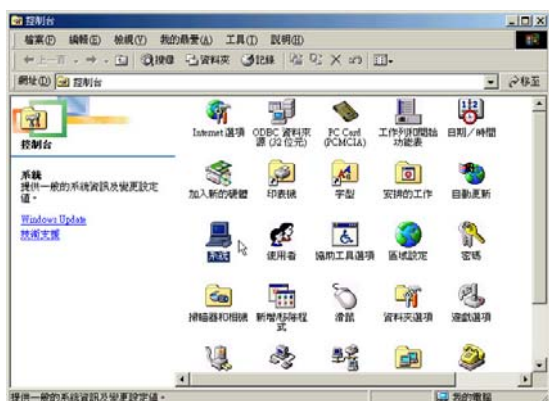 控制台
檔案(F) 編輯(E) 檢視(V) 我的最愛(A) 工具(T) 說明(H)
上一頁 搜尋 資料夾 記錄
網址(D) 控制台 移至
控制台
系統
提供一般的系統資訊及變更設定
值。
Windows Update
技術支援
Internet 選項
ODBC 資料來
源 (32 位元)
PC Card
(PCMCIA)
工作列和開始
功能表
日期／時間
加入新的硬體
印表機
字型
安排的工作
自動更新
系統
使用者
協助工具選項
區域設定
密碼
掃描器和相機
新增/移除程
式
滑鼠
資料夾選項
遊戲選項
提供一般的系統資訊及變更設定值。
我的電腦